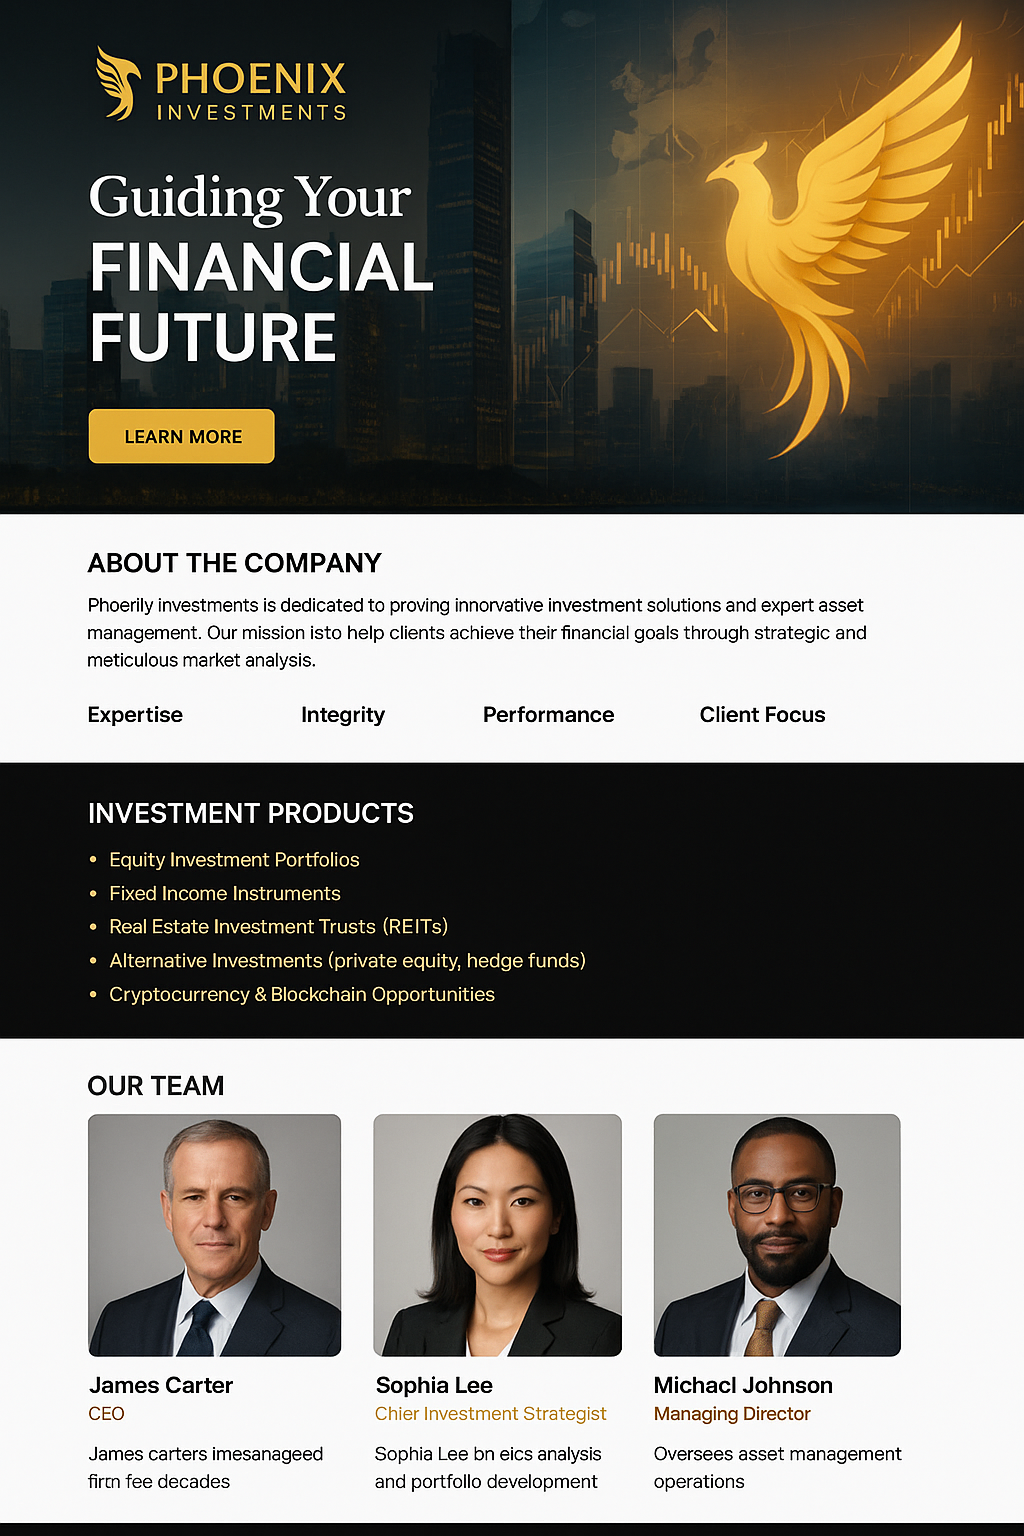 PHOENIX
INVESTMENTS
Guiding Your
FINANCIAL
FUTURE
LEARN MORE
ABOUT THE COMPANY
Phoerily investments is dedicated to proving innorvative investment solutions and expert asset
management. Our mission isto help clients achieve their financial goals through strategic and
meticulous market analysis.
Expertise Integrity Performance Client Focus
INVESTMENT PRODUCTS
• Equity Investment Portfolios
• Fixed Income Instruments
• Real Estate Investment Trusts (REITs)
• Alternative Investments (private equity, hedge funds)
• Cryptocurrency & Blockchain Opportunities
OUR TEAM
James Carter
CEO
James carters imesanageed
firtn fee decades
Sophia Lee
Chier Investment Strategist
Sophia Lee bn eics analysis
and portfollo development
Michacl Johnson
Managing Director
Oversees asset management
operations